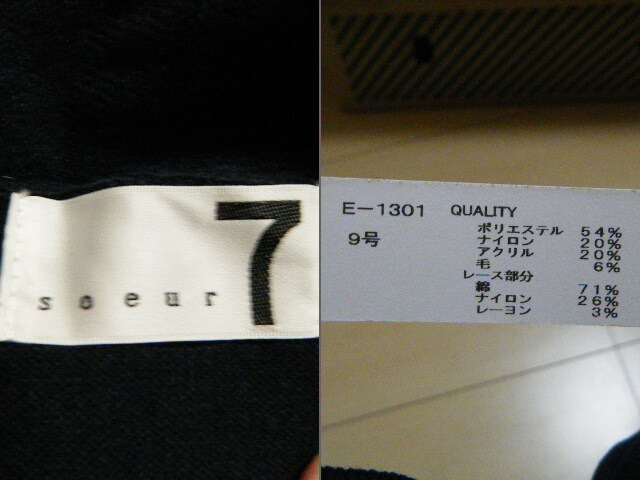 soeur 7
E-1301 QUALITY
9号
ポリエステル 54%
ナイロン 20%
アクリル 20%
毛 6%
レース部分
綿 71%
ナイロン 26%
レーヨン 3%